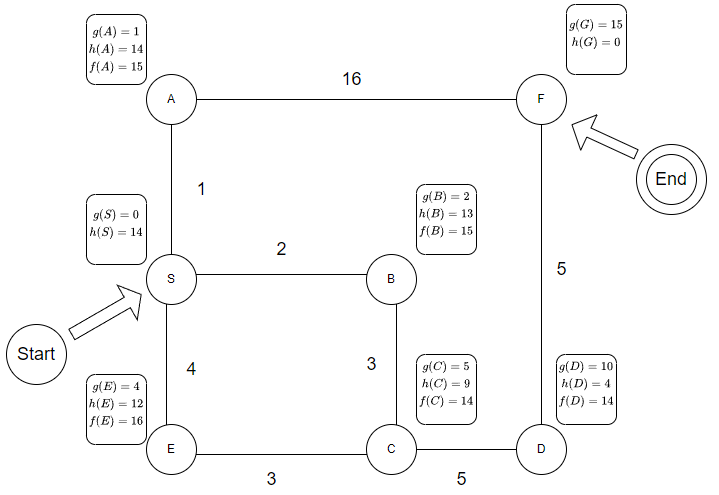 g(A) = 1
h(A) = 14
f(A) = 15
g(G) = 15
h(G) = 0
A
16
F
End
1
g(S) = 0
h(S) = 14
g(B) = 2
h(B) = 13
f(B) = 15
S
2
B
5
Start
4
3
g(E) = 4
h(E) = 12
f(E) = 16
g(C) = 5
h(C) = 9
f(C) = 14
g(D) = 10
h(D) = 4
f(D) = 14
E
C
D
3
5